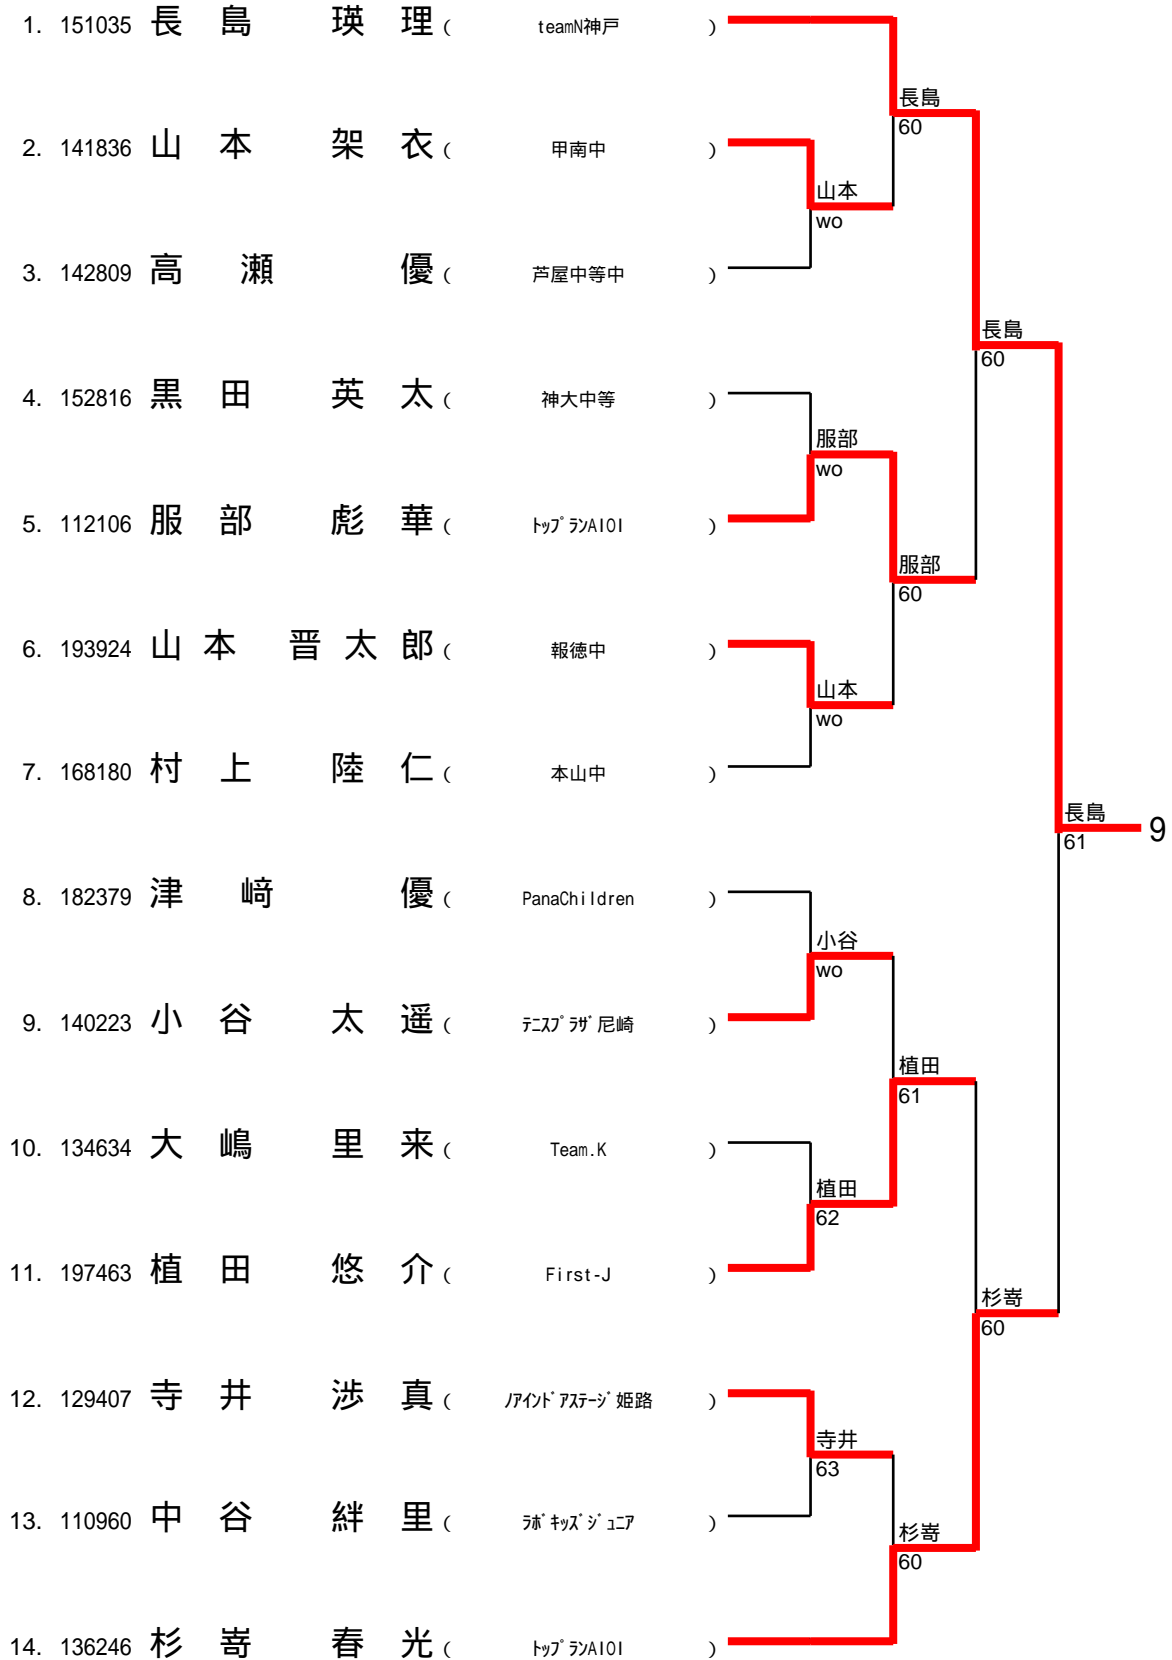 1. 151035 長島 瑛理 ( teamN神戸 )
長島
60
2. 141836 山本 架衣 ( 甲南中 )
山本
wo
3. 142809 高瀬 優 ( 芦屋中等中 )
長島
60
4. 152816 黒田 英太 ( 神大中等 )
服部
wo
5. 112106 服部 彪華 ( ﾄｯﾌﾟﾗﾝAIOI )
服部
60
6. 193924 山本 晋太郎 ( 報徳中 )
山本
wo
7. 168180 村上 陸仁 ( 本山中 )
長島
61
9
8. 182379 津﨑 優 ( PanaChildren )
小谷
wo
9. 140223 小谷 太遥 ( ﾃﾆｽﾌﾟﾗｻﾞ尼崎 )
植田
61
10. 134634 大嶋 里来 ( Team.K )
植田
62
11. 197463 植田 悠介 ( First-J )
杉嵜
60
12. 129407 寺井 渉真 ( ﾉｱｲﾝﾄﾞｱｽﾃｰｼﾞ姫路 )
寺井
63
13. 110960 中谷 絆里 ( ﾗﾎﾞｷｯｽﾞｼﾞｭﾆｱ )
杉嵜
60
14. 136246 杉嵜 春光 ( ﾄｯﾌﾟﾗﾝAIOI )